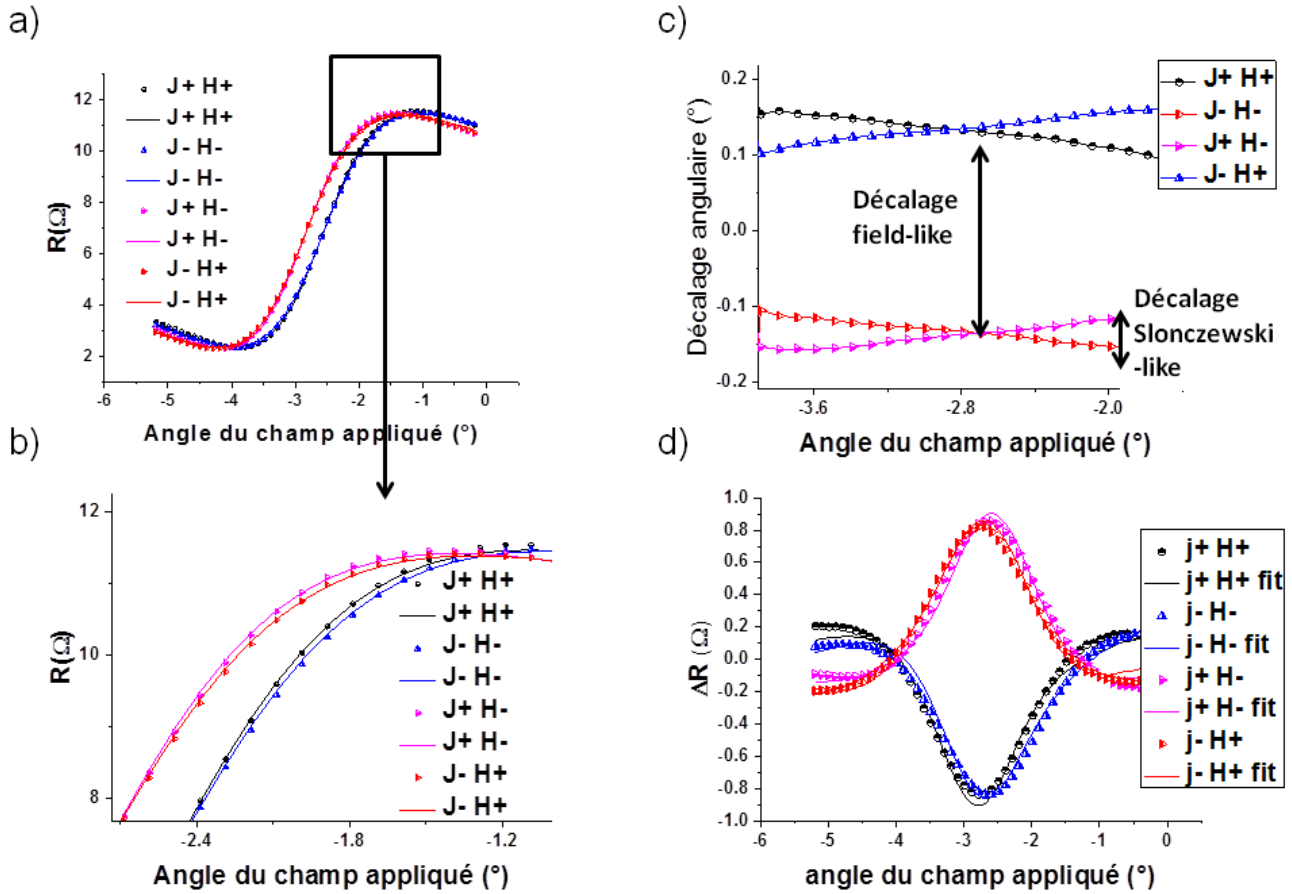 a)
12
10
8
6
4
2
R(Ω)
J+ H+
J+ H+
J- H-
J- H-
J+ H-
J+ H-
J- H+
J- H+
-6 -5 -4 -3 -2 -1 0
Angle du champ appliqué (°)
c)
0.2
0.1
0.0
-0.1
-0.2
Décalage angulaire (°)
J+ H+
J- H-
J+ H-
J- H+
Décalage
field-like
Décalage
Slonczewski
-like
-3.6 -2.8 -2.0
Angle du champ appliqué (°)
b)
12
10
8
R(Ω)
J+ H+
J+ H+
J- H-
J- H-
J+ H-
J+ H-
J- H+
J- H+
-2.4 -1.8 -1.2
Angle du champ appliqué (°)
d)
1.0
0.8
0.6
0.4
0.2
0.0
-0.2
-0.4
-0.6
-0.8
-1.0
ΔR (Ω)
j+ H+
j+ H+ fit
j- H-
j- H- fit
j+ H-
j+ H- fit
j- H+
j- H+ fit
-6 -5 -4 -3 -2 -1 0
angle du champ appliqué (°)